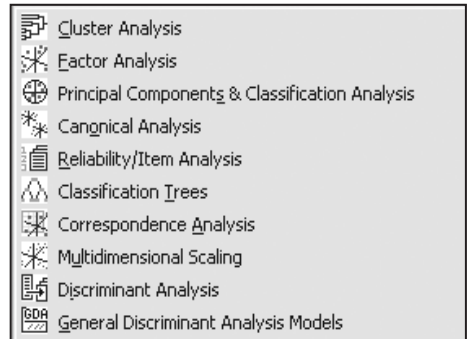 Cluster Analysis
Factor Analysis
Principal Components & Classification Analysis
Canonical Analysis
Reliability/Item Analysis
Classification Trees
Correspondence Analysis
Multidimensional Scaling
Discriminant Analysis
GDA General Discriminant Analysis Models